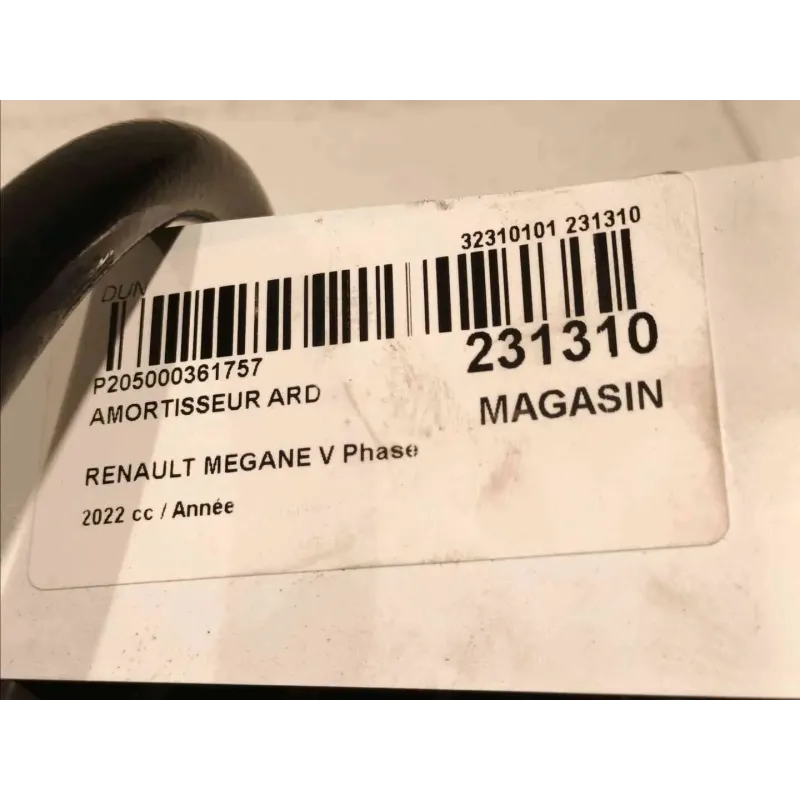 32310101 231310
DUN
P205000361757
231310
AMORTISSEUR ARD
MAGASIN
RENAULT MEGANE V Phase
2022 cc / Année